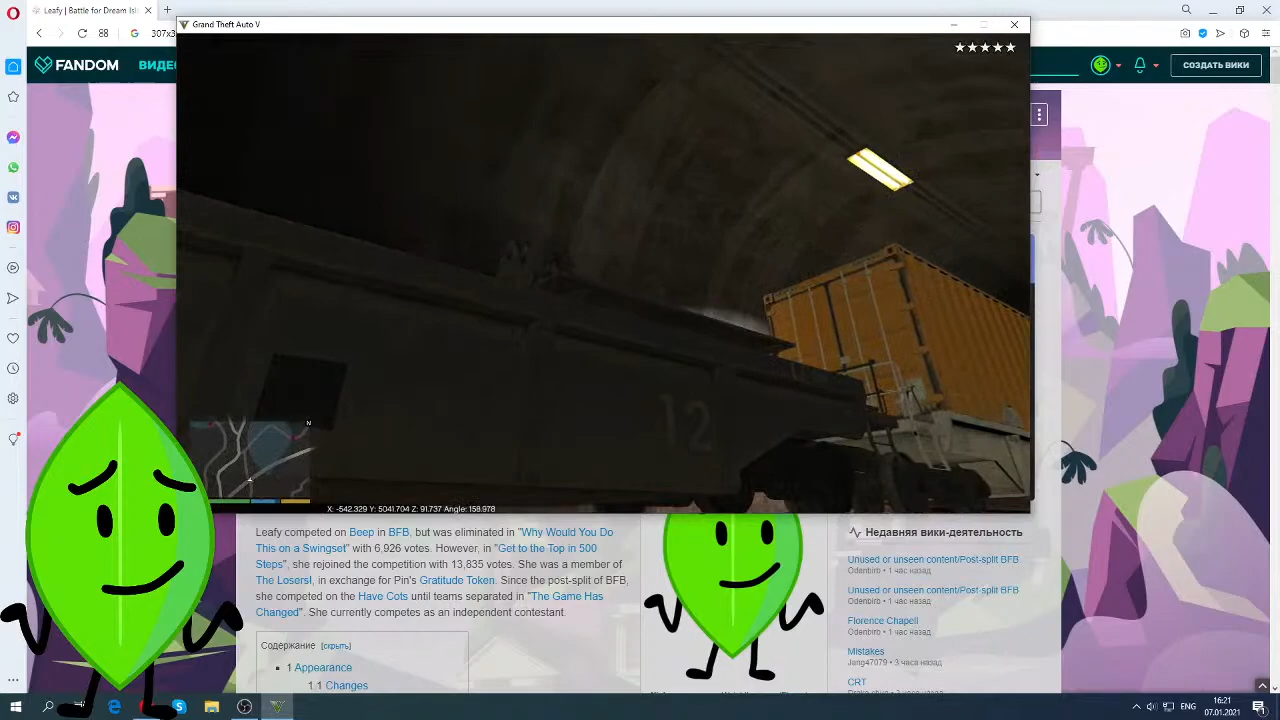 Leafy | Battle for Dream Isl
Grand Theft Auto V
88
307x3
FANDOM
ВИДЕ
СОЗДАТЬ ВИКИ
12
N
X: -542.329 Y: 5041.704 Z: 91.737 Angle:158.978
Leafy competed on Beep in BFB, but was eliminated in "Why Would You Do
This on a Swingset" with 6,926 votes. However, in "Get to the Top in 500
Steps", she rejoined the competition with 13,835 votes. She was a member of
The Losers!, in exchange for Pin's Gratitude Token. Since the post-split of BFB,
she competed on the Have Cots until teams separated in "The Game Has
Changed". She currently competes as an independent contestant.
Содержание [скрыть]
1 Appearance
1.1 Changes
Недавняя вики-деятельность
Unused or unseen content/Post-split BFB
Odenbirb • 1 час назад
Unused or unseen content/Post-split BFB
Odenbirb • 1 час назад
Florence Chapell
Odenbirb • 1 час назад
Mistakes
Jang47079 • 3 часа назад
CRT
ENG
16:21
07.01.2021